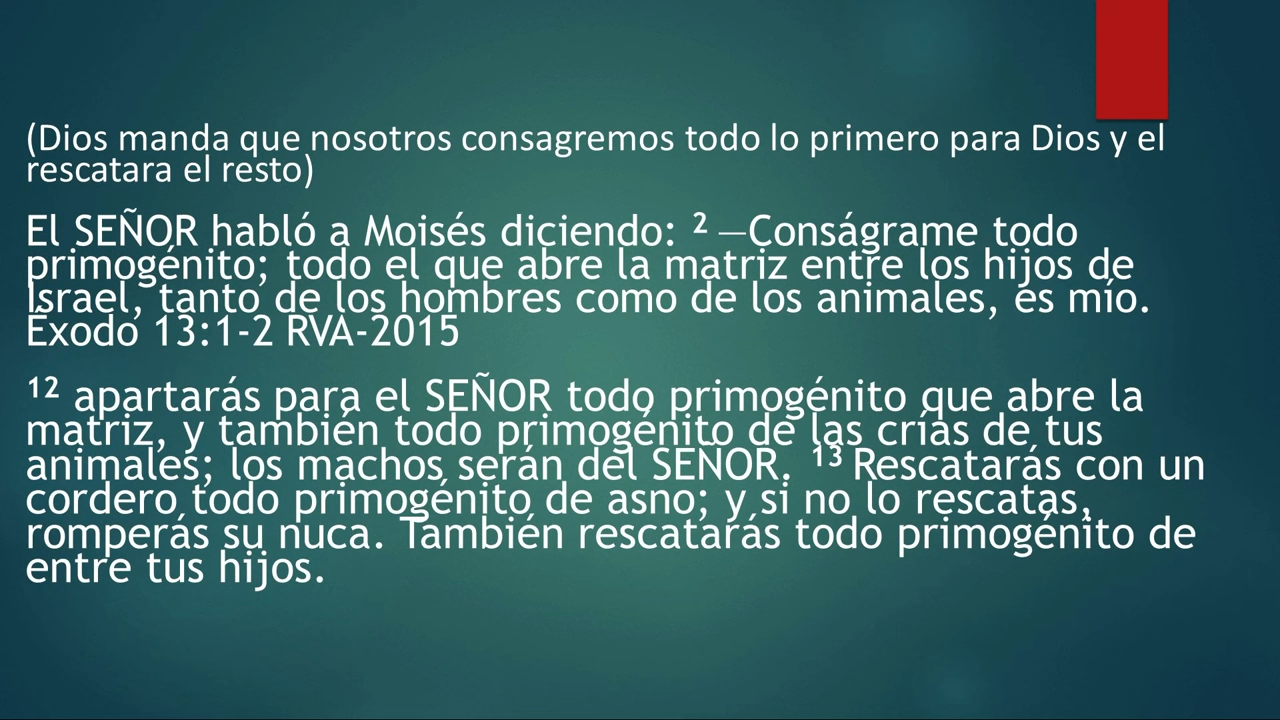 (Dios manda que nosotros consagremos todo lo primero para Dios y el
rescatara el resto)
El SEÑOR habló a Moisés diciendo: ² —Conságrame todo
primogénito; todo el que abre la matriz entre los hijos de
Israel, tanto de los hombres como de los animales, es mío.
Éxodo 13:1-2 RVA-2015
¹² apartarás para el SEÑOR todo primogénito que abre la
matriz, y también todo primogénito de las crías de tus
animales; los machos serán del SEÑOR. ¹³ Rescatarás con un
cordero todo primogénito de asno; y si no lo rescatas,
romperás su nuca. También rescatarás todo primogénito de
entre tus hijos.